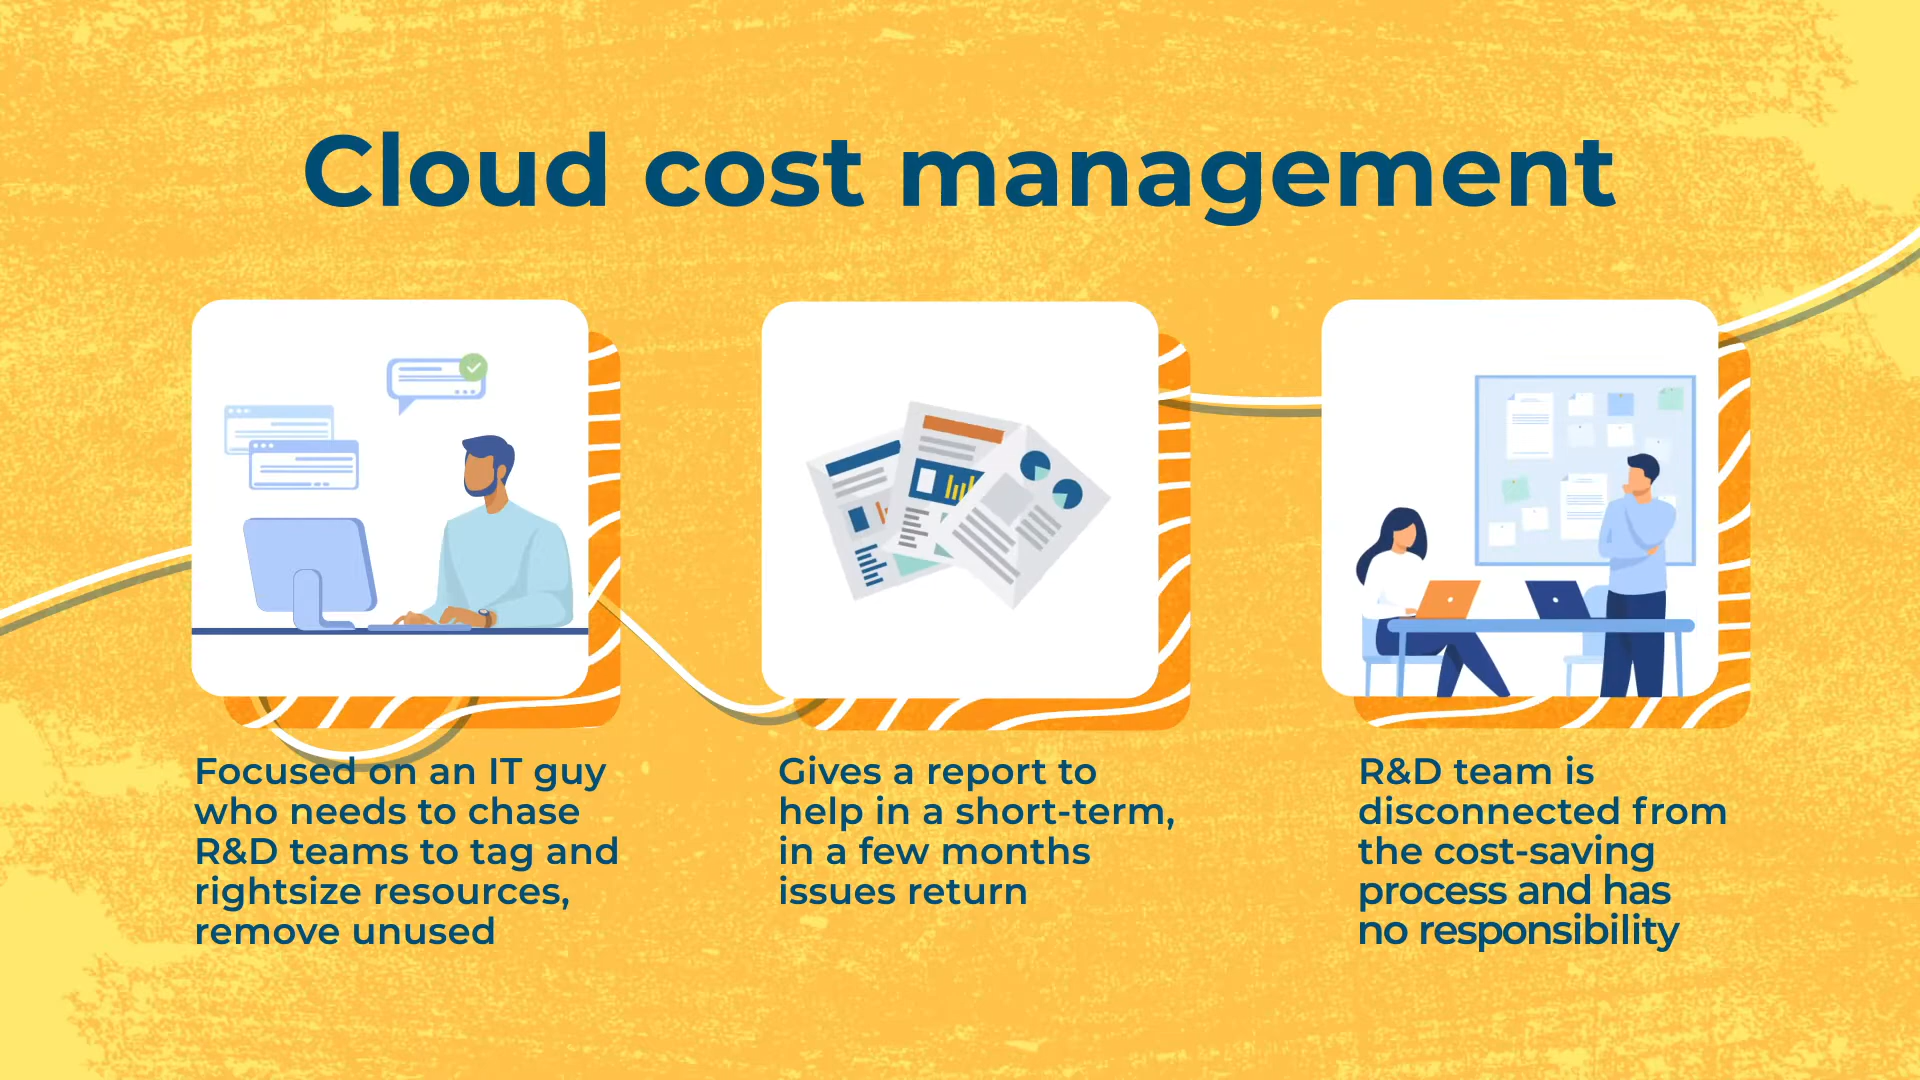 Cloud cost management
Focused on an IT guy
who needs to chase
R&D teams to tag and
rightsize resources,
remove unused
Gives a report to
help in a short-term,
in a few months
issues return
R&D team is
disconnected from
the cost-saving
process and has
no responsibility